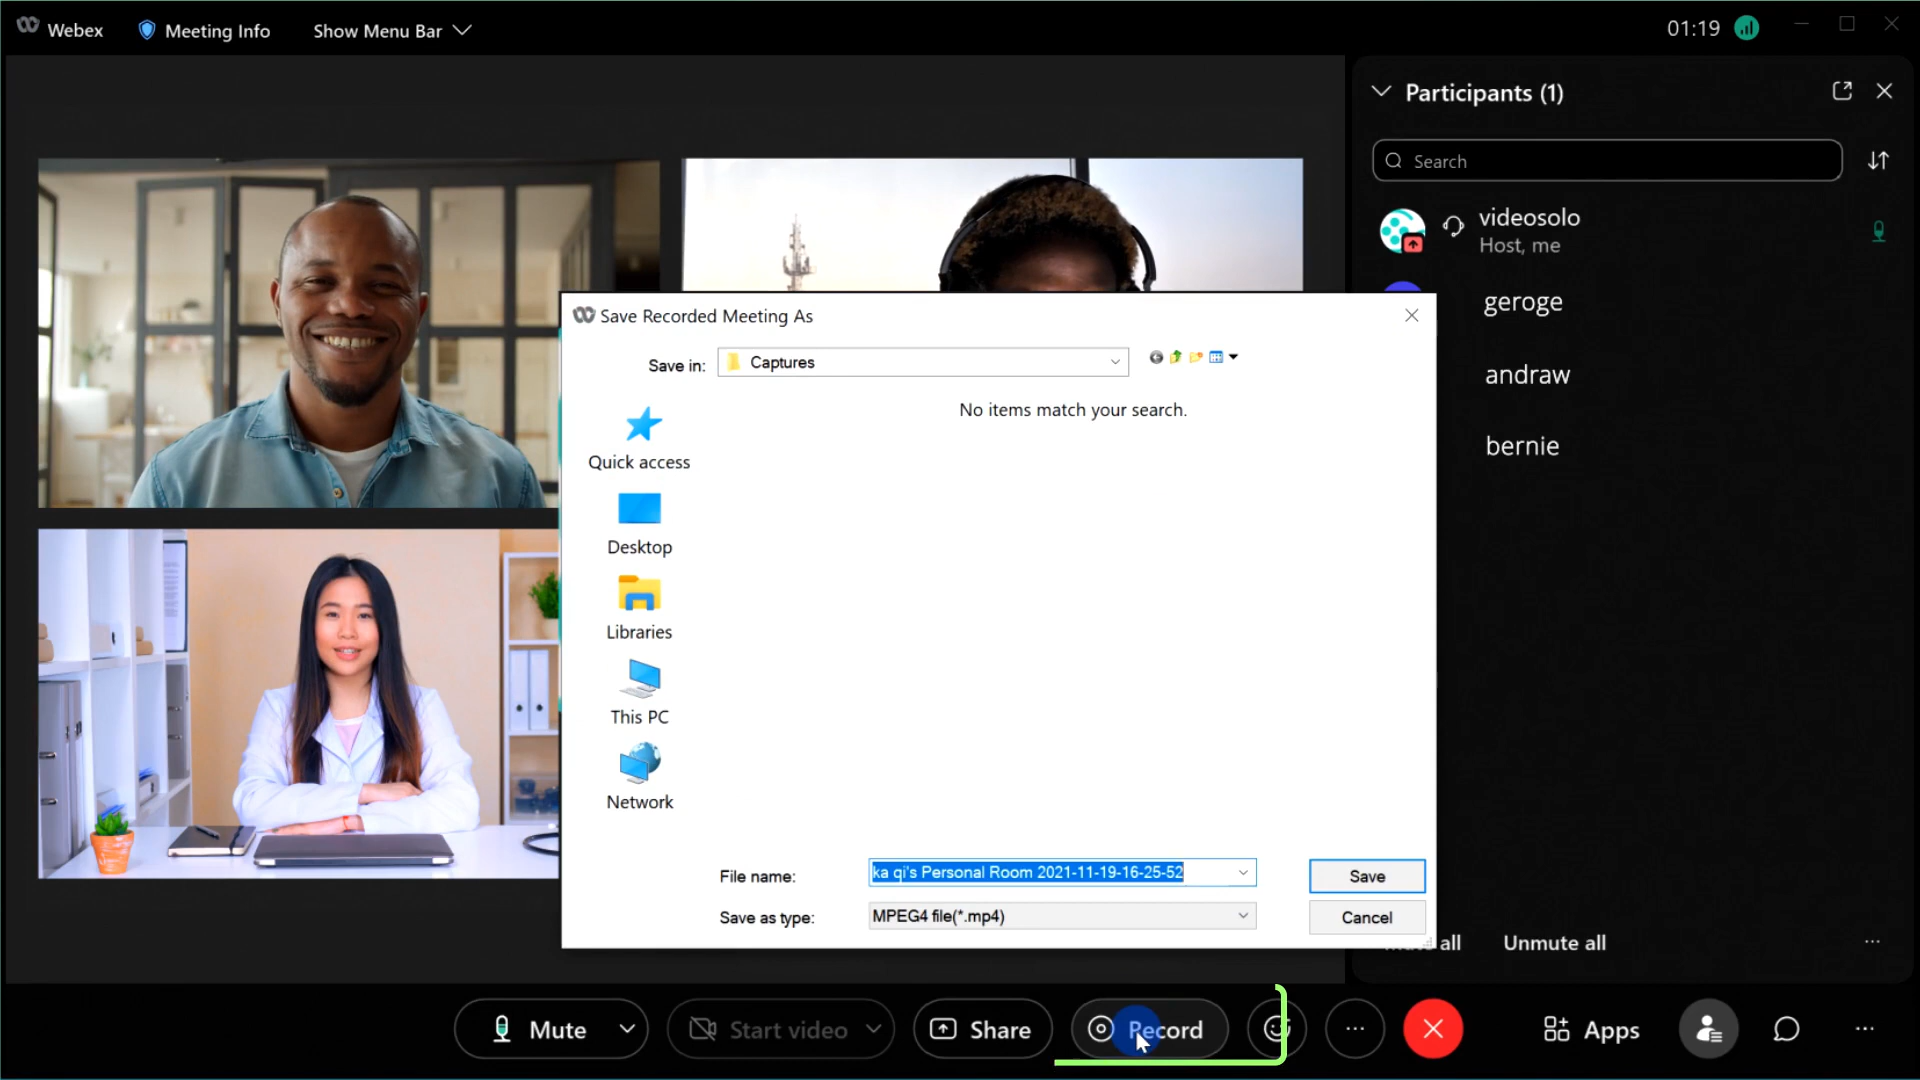 Webex
Meeting Info
Show Menu Bar
01:19
Participants (1)
Search
videosolo
Host, me
geroge
andraw
bernie
Save Recorded Meeting As
Save in:
Captures
No items match your search.
Quick access
Desktop
Libraries
This PC
Network
File name:
ka qi's Personal Room 2021-11-19-16-25-52
Save
Save as type:
MPEG4 file(*.mp4)
Cancel
all
Unmute all
Mute
Start video
Share
Record
Apps